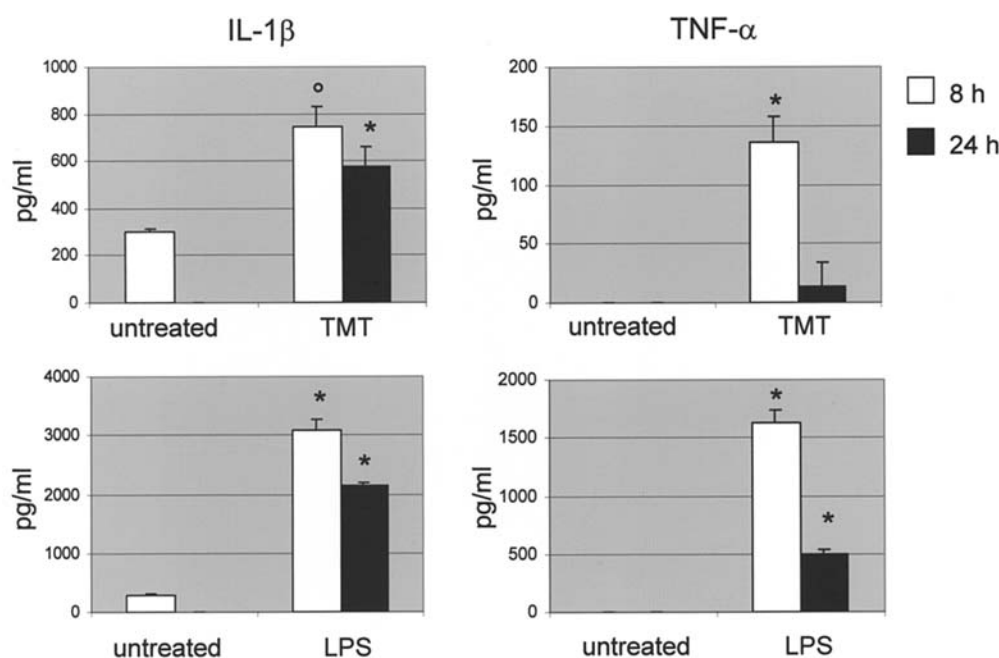 IL-1β
TNF-α
1000
800
600
400
200
0
pg/ml
°
*
untreated
TMT
200
150
100
50
0
pg/ml
*
untreated
TMT
8 h
24 h
4000
3000
2000
1000
0
pg/ml
*
*
untreated
LPS
2000
1500
1000
500
0
pg/ml
*
*
untreated
LPS